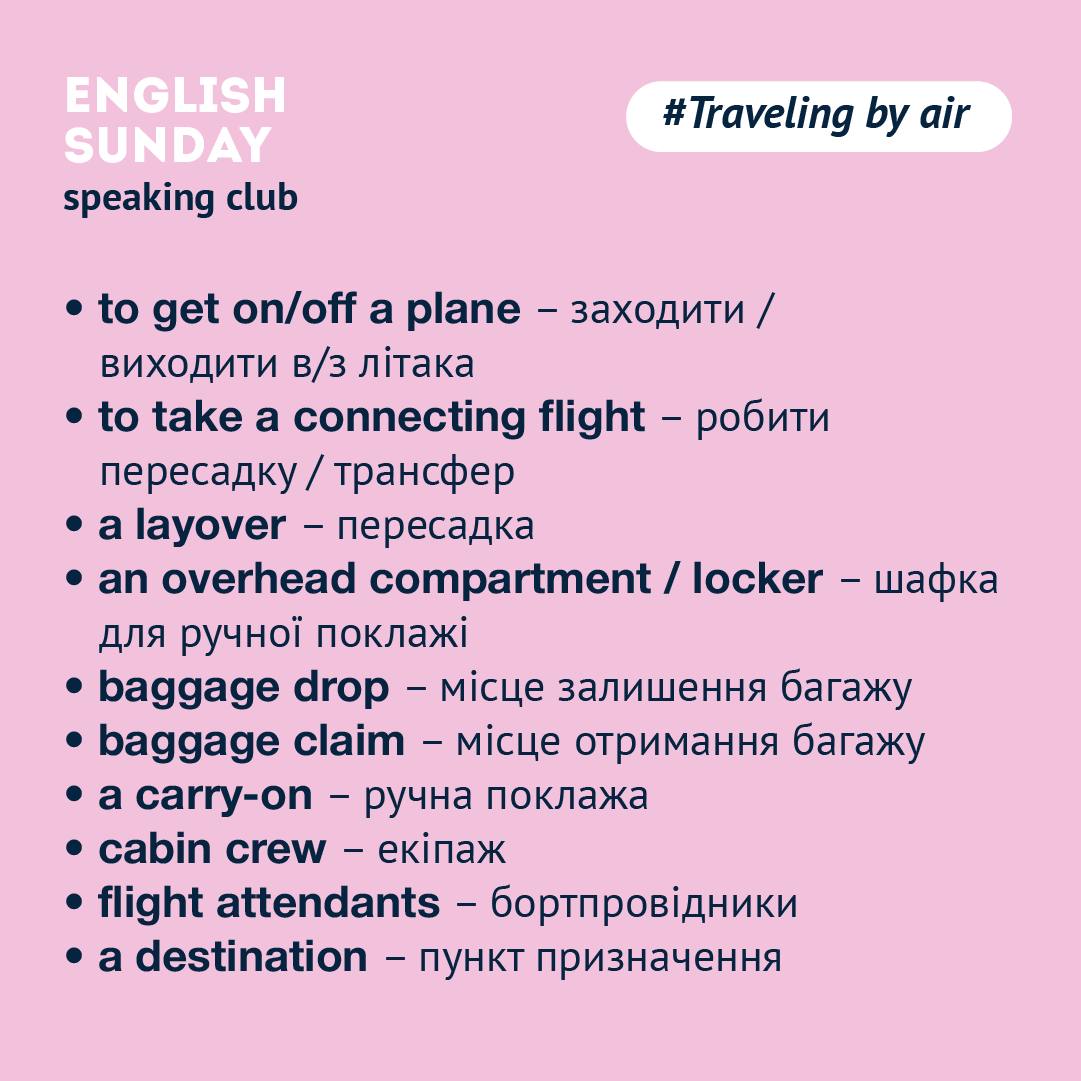 ENGLISH
SUNDAY
speaking club
#Traveling by air
• to get on/off a plane – заходити /
виходити в/з літака
• to take a connecting flight – робити
пересадку / трансфер
• a layover – пересадка
• an overhead compartment / locker – шафка
для ручної поклажі
• baggage drop – місце залишення багажу
• baggage claim – місце отримання багажу
• a carry-on – ручна поклажа
• cabin crew – екіпаж
• flight attendants – бортпровідники
• a destination – пункт призначення